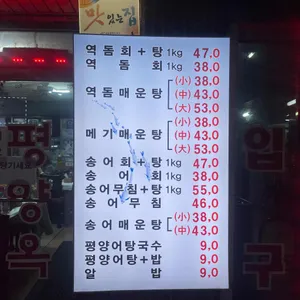 맛있는집
역돔회+탕 1kg 47.0
역돔회 1kg 38.0
역돔매운탕 (小) 38.0
(中) 43.0
(大) 53.0
메기매운탕 (小) 38.0
(中) 43.0
(大) 53.0
송어회+탕 1kg 47.0
송어회 1kg 38.0
송어무침+탕 1kg 55.0
송어무침 46.0
송어매운탕 (小) 38.0
(中) 43.0
평양어탕국수 9.0
평양어탕+밥 9.0
알밥 9.0
평양옥
입구